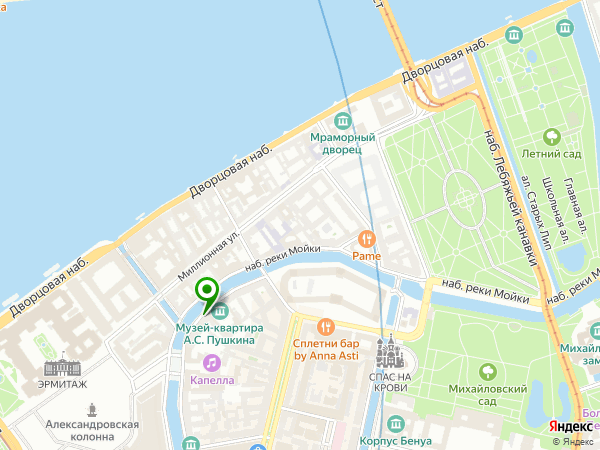 Дворцовая наб.
Мраморный
дворец
Летний сад
наб. Лебяжьей канавки
ал. Старых Лип
Школьная ал.
Главная ал.
Дворцовая наб.
Миллионная ул.
наб. реки Мойки
Pame
наб. реки Мойки
наб. реки Мо
Дворцовая наб.
Музей-квартира
А.С. Пушкина
Сплетни бар
by Anna Asti
Капелла
ЭРМИТАЖ
СПАС НА
КРОВИ
Михайловский
сад
Михайл
зам
Александровская
колонна
Корпус Бенуа
Бол
© Яндекс
Яндекс